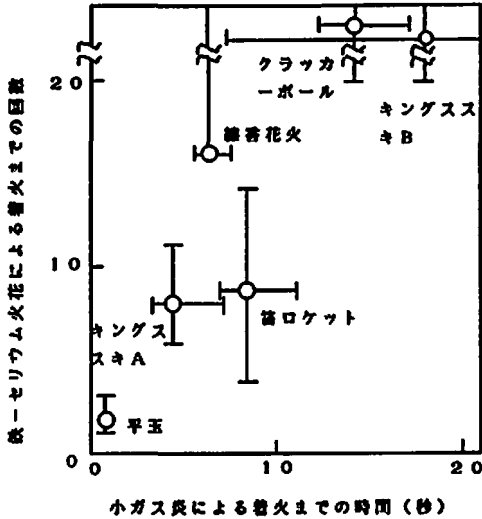 鉄－セリウム火花による着火までの回数
20
10
0
クラッカ
ーボール
キングスス
キB
線香花火
キングス
スキA
笛ロケット
平玉
0
10
20
小ガス炎による着火までの時間（秒）